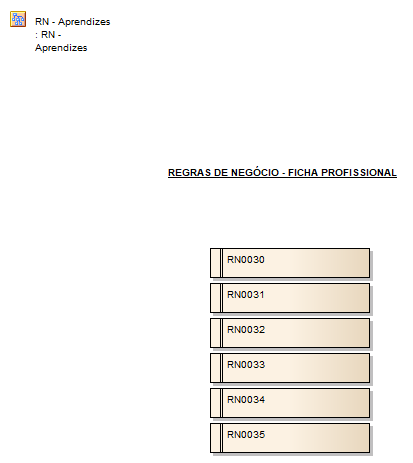 RN - Aprendizes
: RN -
Aprendizes
REGRAS DE NEGÓCIO - FICHA PROFISSIONAL
RN0030
RN0031
RN0032
RN0033
RN0034
RN0035